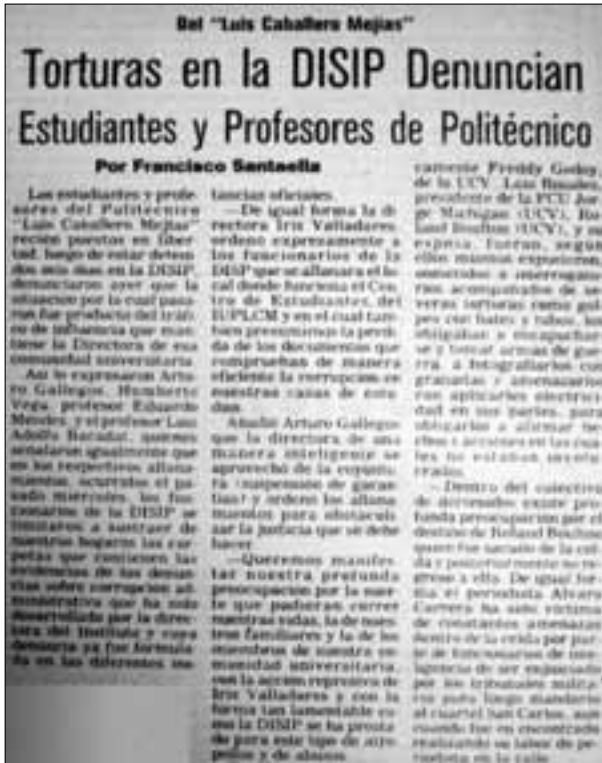 Del "Luis Caballero Mejías"
Torturas en la DISIP Denuncian
Estudiantes y Profesores de Politécnico
Por Francisco Santaella
Los estudiantes y profe-
sores del Politécnico
"Luis Caballero Mejías"
recién puestos en liber-
tad, luego de estar deteni-
dos seis días en la DISIP,
denunciaron ayer que la
situación por la cual pasa-
ron fue producto del tráfi-
co de influencia que man-
tiene la Directora de esa
comunidad universitaria.
Así lo expresaron Artu-
ro Gallegos, Humberto
Vega, profesor Eduardo
Mendes, y el profesor Luis
Adolfo quienes
señalaron igualmente que
en los respectivos allana-
mientos, ocurridos el pa-
sado miércoles, los fun-
cionarios de la DISIP se
limitaron a sustraer de
nuestros hogares las car-
petas que contienen las
evidencias de las denun-
cias sobre corrupción ad-
ministrativa que ha sido
desarrollada por la direc-
tora del Instituto y cuya
denuncia ya fue formula-
da en las diferentes ins-
tancias oficiales.
—De igual forma la di-
rectora Iris Valladares
ordenó expresamente a
los funcionarios de la
DISIP que se allanara el lo-
cal donde funciona el Cen-
tro de Estudiantes del
IUPLCM y en el cual tam-
bién presumimos la pérdi-
da de los documentos que
comprueban de manera
eficiente la corrupción en
nuestras casas de estu-
dios.
Añadió Arturo Gallegos
que la directora de una
manera inteligente se
aprovechó de la coyuntu-
ra (suspensión de garan-
tías) y ordenó los allana-
mientos para obstaculi-
zar la justicia que se debe
hacer.
—Queremos manifes-
tar nuestra profunda
preocupación por la suer-
te que pudieran correr
nuestras vidas, la de nues-
tros familiares y la de los
miembros de nuestra co-
munidad universitaria,
con la acción represiva de
Iris Valladares y con la
forma tan lamentable co-
mo la DISIP se ha presta-
do para este tipo de atro-
pellos y de abusos.
camente Freddy Godoy,
de la UCV, Luis Rosales,
presidente de la FCU Jor-
ge Michigan (UCV), Ro-
land Boulton (UCV), y su
esposa, fueron, según
ellos mismos expusieron,
sometidos a interrogato-
rios acompañados de se-
veras torturas como gol-
pes con bates y tubos, los
obligaban a encapuchar-
se y tomar armas de gue-
rra, a fotografiarlos con
granadas y amenazarlos
con aplicarles electrici-
dad en sus partes, para
obligarlos a afirmar he-
chos y acciones en las cua-
les no estaban involu-
crados.
—Dentro del colectivo
de detenidos existe pro-
funda preocupación por el
destino de Roland Boulton
quien fue sacado de la cel-
da y posteriormente no re-
gresó a ella. De igual for-
ma el periodista Alvaro
Carrera ha sido víctima
de constantes amenazas
dentro de la celda por par-
te de funcionarios de inte-
ligencia de ser enjuiciado
por los tribunales milita-
res para luego mandarlo
al cuartel San Carlos, aun
cuando fue en encontrado
realizando su labor de pe-
riodista en la calle.